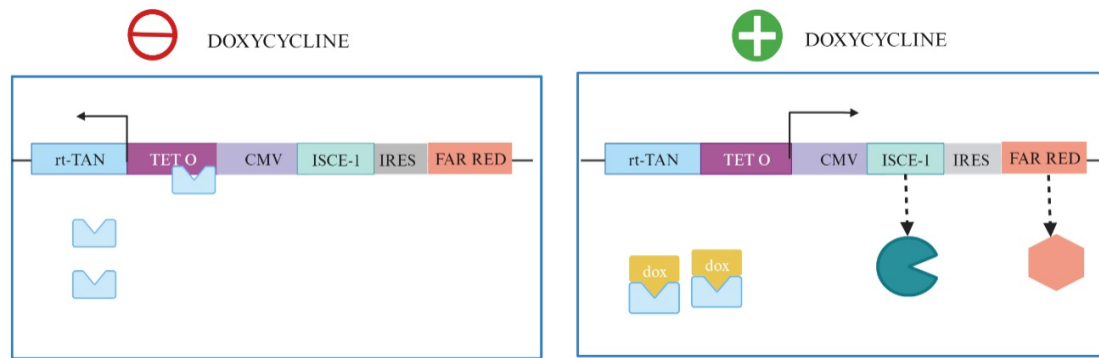 DOXYCYCLINE
rt-TAN TET O CMV ISCE-1 IRES FAR RED
DOXYCYCLINE
rt-TAN TET O CMV ISCE-I IRES FAR RED
dox dox